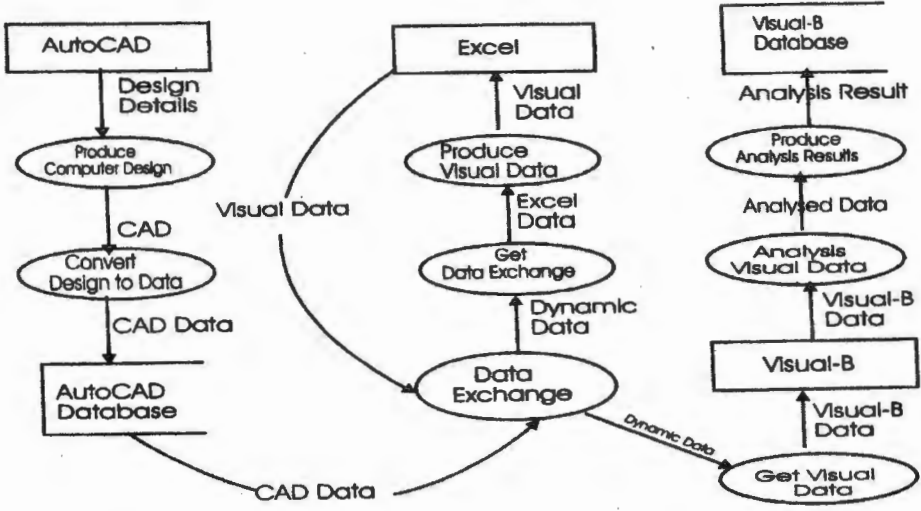 AutoCAD
Design
Details
Produce
Computer Design
CAD
Convert
Design to Data
CAD Data
AutoCAD
Database
CAD Data
Visual Data
Excel
Visual
Data
Produce
Visual Data
Excel
Data
Get
Data Exchange
Dynamic
Data
Data
Exchange
Dynamic Data
Visual-B
Database
Analysis Result
Produce
Analysis Results
Analysed Data
Analysis
Visual Data
Visual-B
Data
Visual-B
Visual-B
Data
Get Visual
Data